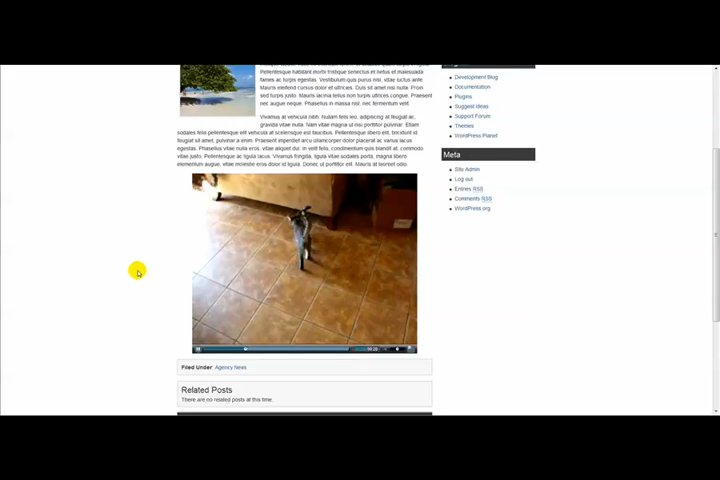 Pellentesque habitant morbi tristique senectus et netus et malesuada
fames ac turpis egestas. Vestibulum quis purus massa, vitae luctus ante.
Mauris eleifend cursus dolor et ultricies. Duis sit amet nulla. Proin
sed turpis justo. Mauris lacinia tellus non turpis ultrices congue. Praesent
nec augue neque. Phasellus in massa nisl, nec fermentum velit.
Vivamus at vehicula nibh. Nullam felis leo, adipiscing at feugiat ac,
gravida vitae nulla. Nam vitae magna ut nisi porttitor pulvinar. Etiam
sodales felis pellentesque elit vehicula at scelerisque est faucibus. Pellentesque libero erat, tincidunt id
feugiat sit amet, pulvinar a enim. Praesent imperdiet arcu ullamcorper dolor placerat ac varius leo
egestas. Phasellus vitae nulla eros, vitae aliquet dui. In velit felis, condimentum quis blandit at, commodo
vitae justo. Pellentesque ac ligula lacus. Vivamus fringilla, ligula vitae sodales porta, magna libero
elementum augue, vitae molestie eros dolor id ligula. Donec ut porttitor elit. Mauris at laoreet odio.
Filed Under: Agency News
Related Posts
There are no related posts at this time.
Development Blog
Documentation
Plugins
Suggest Ideas
Support Forum
Themes
WordPress Planet
Meta
Site Admin
Log out
Entries RSS
Comments RSS
WordPress.org